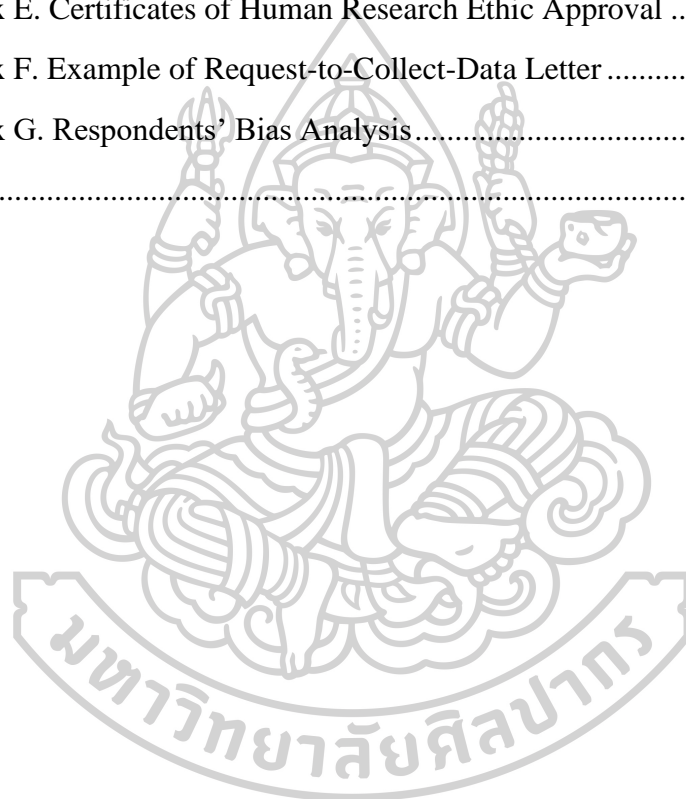 x E. Certificates of Human Research Ethic Approval ..
x F. Example of Request-to-Collect-Data Letter ..........
x G. Respondents’ Bias Analysis.................................
....................................................................................
มหาวิทยาลัยศิลปากร